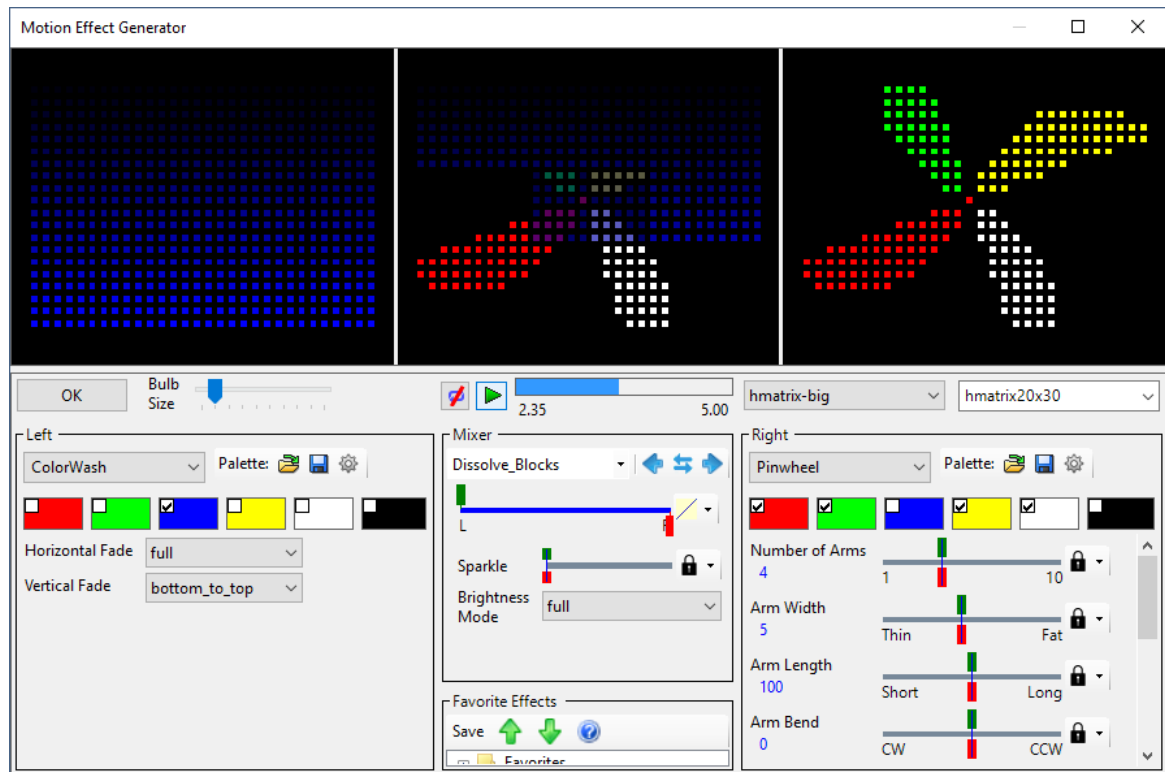 Motion Effect Generator
OK
Bulb
Size
2.35
5.00
hmatrix-big
hmatrix20x30
Left
ColorWash
Palette:
Horizontal Fade
full
Vertical Fade
bottom_to_top
Mixer
Dissolve_Blocks
L
Sparkle
Brightness
Mode
full
Favorite Effects
Save
Favorites
Right
Pinwheel
Palette:
Number of Arms
4
1
10
Arm Width
5
Thin
Fat
Arm Length
100
Short
Long
Arm Bend
0
CW
CCW